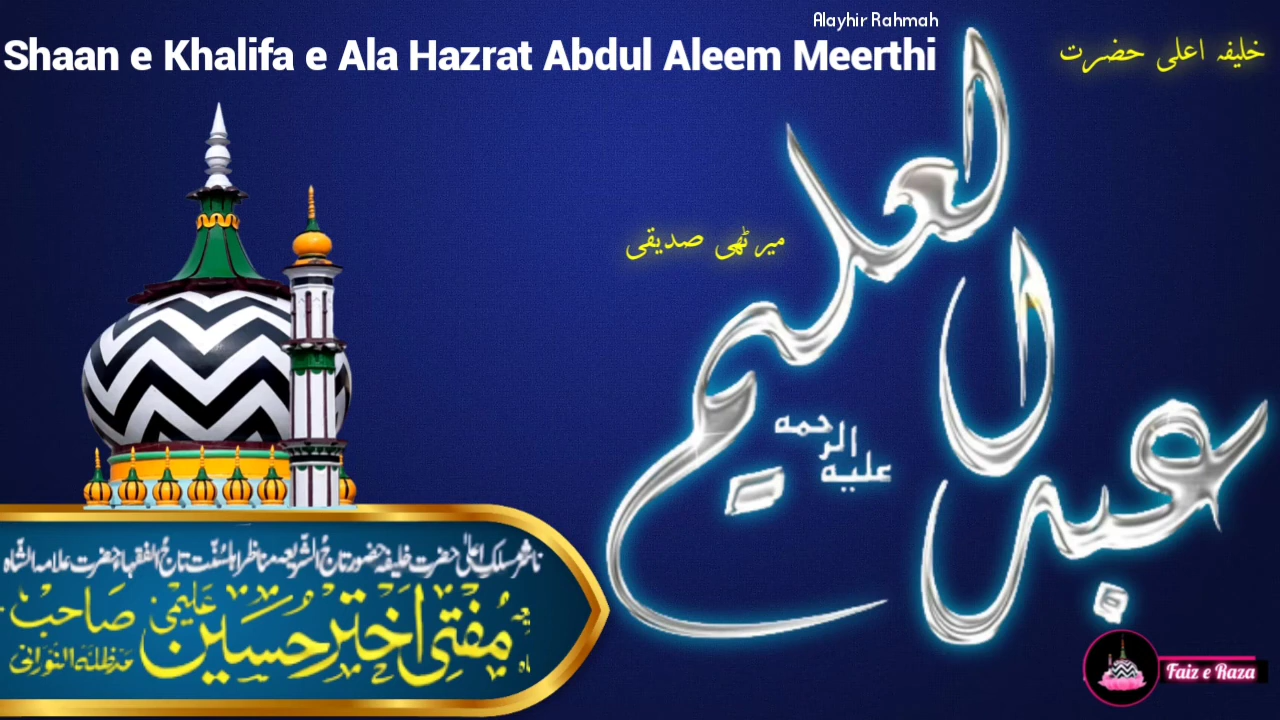 Alayhir Rahmah
Shaan e Khalifa e Ala Hazrat Abdul Aleem Meerthi
خلیفہ اعلی حضرت
عبد العلیم
میرٹھی صدیقی
علیہ الرحمہ
ناشر مسلک اعلیٰ حضرت خلیفہ حضور تاج الشریعہ مناظر اہلسنت تاج الفقہاء حضرت علامہ الشاہ
مفتی اختر حسین علیمی صاحب
مدظلہ النورانی
Faiz e Raza